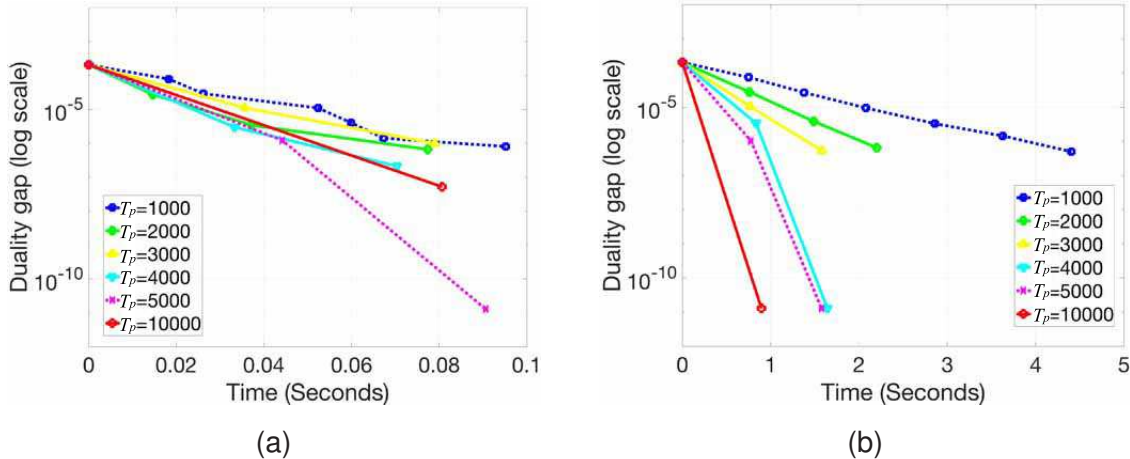 Duality gap (log scale)
10^-5
10^-10
T_p=1000
T_p=2000
T_p=3000
T_p=4000
T_p=5000
T_p=10000
0 0.02 0.04 0.06 0.08 0.1
Time (Seconds)
(a)
Duality gap (log scale)
10^-5
10^-10
T_p=1000
T_p=2000
T_p=3000
T_p=4000
T_p=5000
T_p=10000
0 1 2 3 4 5
Time (Seconds)
(b)